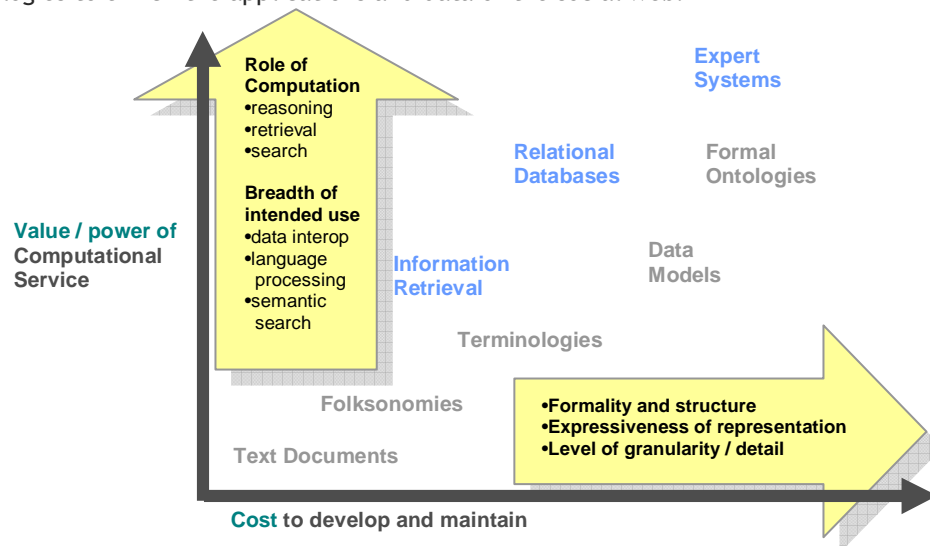 Role of
Computation
•reasoning
•retrieval
•search
Breadth of
intended use
•data interop
•language
processing
•semantic
search
Expert
Systems
Relational
Databases
Formal
Ontologies
Value / power of
Computational
Service
Information
Retrieval
Data
Models
Terminologies
Folksonomies
Text Documents
•Formality and structure
•Expressiveness of representation
•Level of granularity / detail
Cost to develop and maintain